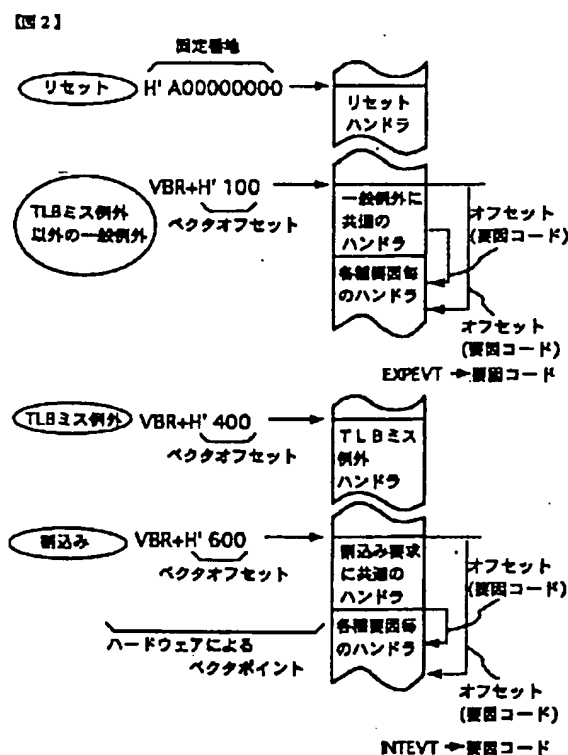 【図2】
固定番地
リセット H' A00000000
リセット
ハンドラ
TLBミス例外
以外の一般例外
VBR+H' 100
ベクタオフセット
一般例外に
共通の
ハンドラ
各種要因毎
のハンドラ
オフセット
(要因コード)
オフセット
(要因コード)
EXPEVT → 要因コード
TLBミス例外 VBR+H' 400
ベクタオフセット
TLBミス
例外
ハンドラ
割込み VBR+H' 600
ベクタオフセット
割込み要求
に共通の
ハンドラ
各種要因毎
のハンドラ
オフセット
(要因コード)
ハードウェアによる
ベクタポイント
オフセット
(要因コード)
INTEVT → 要因コード